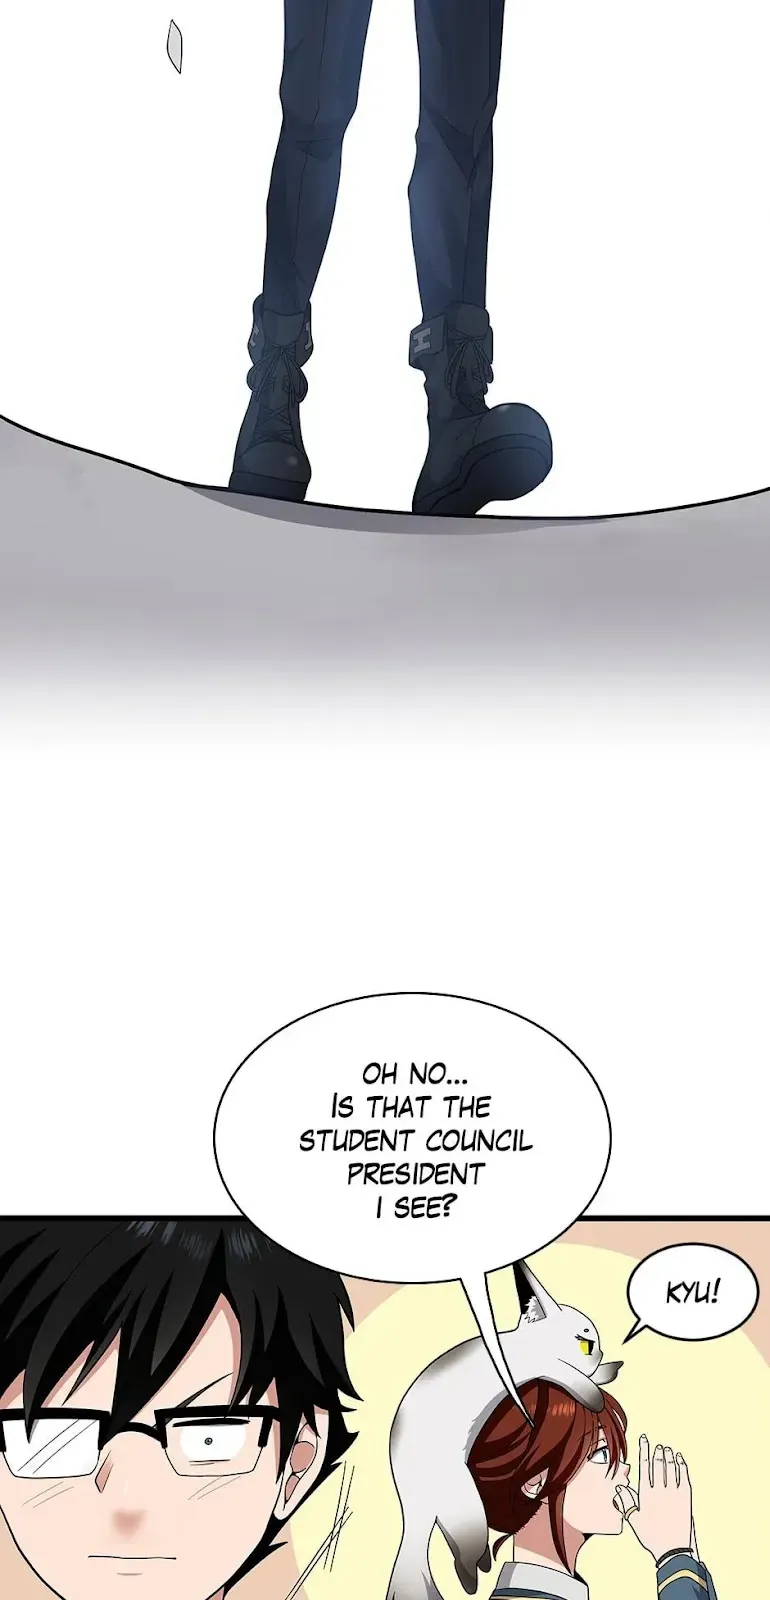 OH NO...
IS THAT THE
STUDENT COUNCIL
PRESIDENT
I SEE?
KYU!